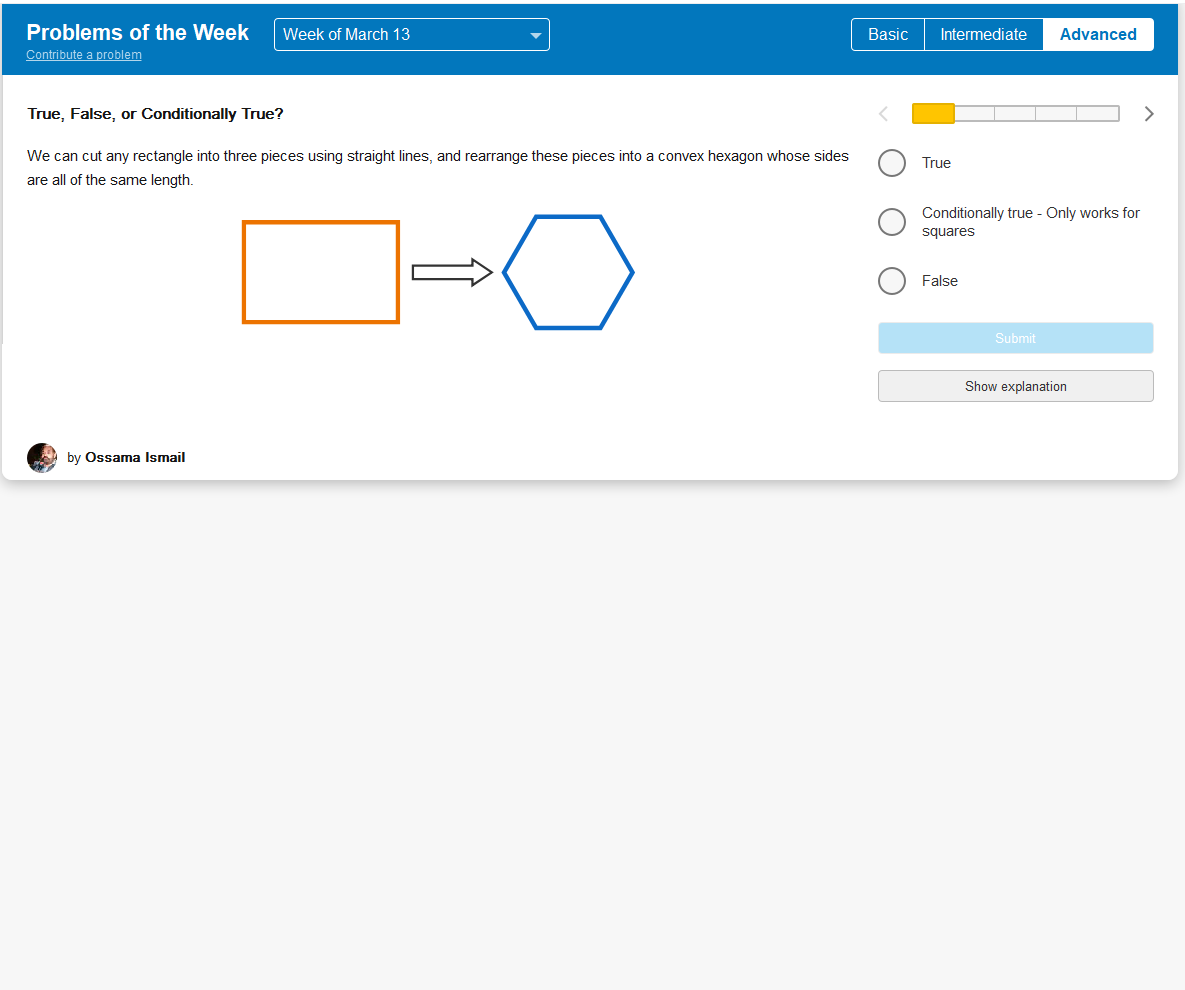 Problems of the Week
Contribute a problem
Week of March 13
Basic
Intermediate
Advanced
True, False, or Conditionally True?
We can cut any rectangle into three pieces using straight lines, and rearrange these pieces into a convex hexagon whose sides
are all of the same length.
True
Conditionally true - Only works for
squares
False
Submit
Show explanation
by Ossama Ismail